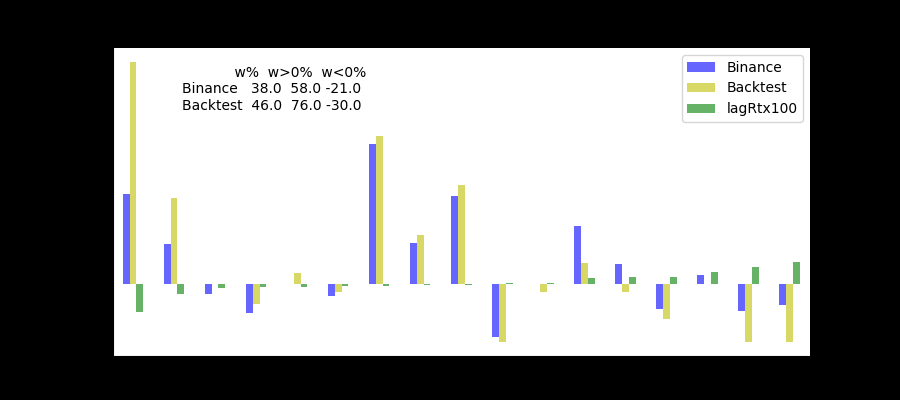 w%  w>0%  w<0%
Binance   38.0  58.0 -21.0
Backtest  46.0  76.0 -30.0
Binance
Backtest
lagRtx100